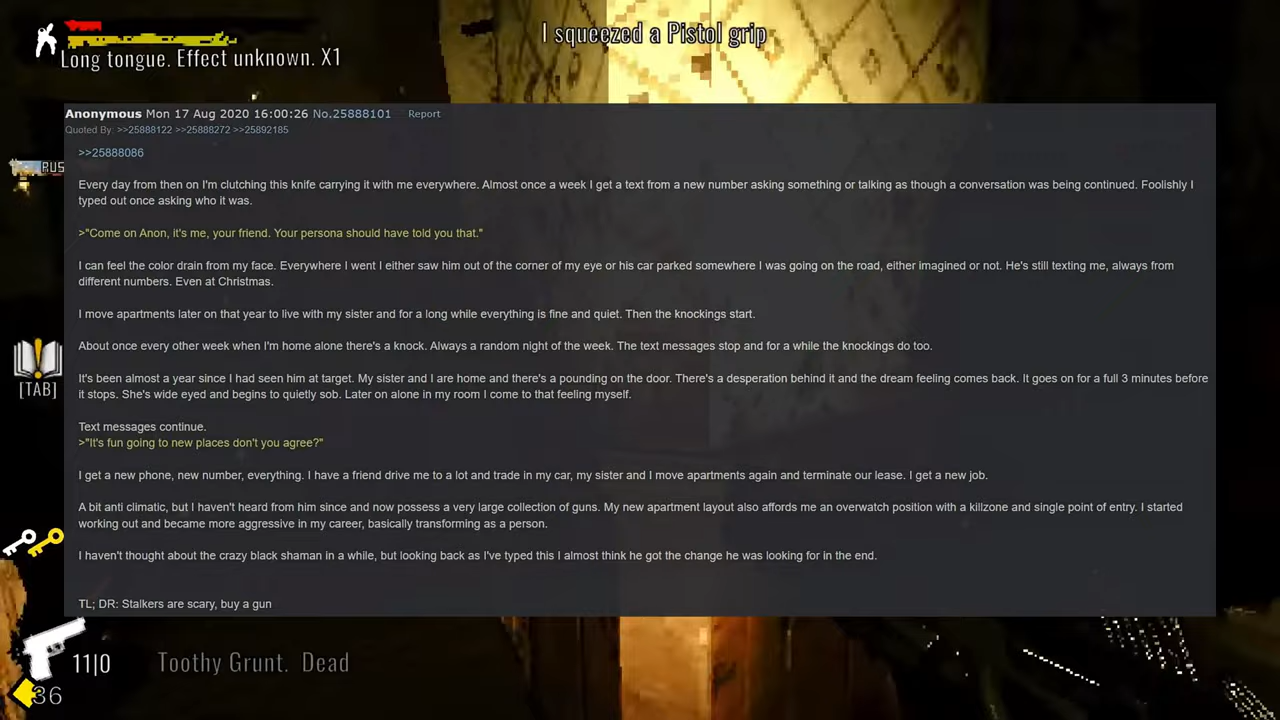 I squeezed a Pistol grip
Long tongue. Effect unknown. X1
Anonymous Mon 17 Aug 2020 16:00:26 No.25888101 Report
Quoted By: >>25888122 >>25888272 >>25892185
>>25888086
RUS
Every day from then on I'm clutching this knife carrying it with me everywhere. Almost once a week I get a text from a new number asking something or talking as though a conversation was being continued. Foolishly I
typed out once asking who it was.
>"Come on Anon, it's me, your friend. Your persona should have told you that."
I can feel the color drain from my face. Everywhere I went I either saw him out of the corner of my eye or his car parked somewhere I was going on the road, either imagined or not. He's still texting me, always from
different numbers. Even at Christmas.
I move apartments later on that year to live with my sister and for a long while everything is fine and quiet. Then the knockings start.
About once every other week when I'm home alone there's a knock. Always a random night of the week. The text messages stop and for a while the knockings do too.
[TAB]
It's been almost a year since I had seen him at target. My sister and I are home and there's a pounding on the door. There's a desperation behind it and the dream feeling comes back. It goes on for a full 3 minutes before
it stops. She's wide eyed and begins to quietly sob. Later on alone in my room I come to that feeling myself.
Text messages continue.
>"It's fun going to new places don't you agree?"
I get a new phone, new number, everything. I have a friend drive me to a lot and trade in my car, my sister and I move apartments again and terminate our lease. I get a new job.
A bit anti climatic, but I haven't heard from him since and now possess a very large collection of guns. My new apartment layout also affords me an overwatch position with a killzone and single point of entry. I started
working out and became more aggressive in my career, basically transforming as a person.
I haven't thought about the crazy black shaman in a while, but looking back as I've typed this I almost think he got the change he was looking for in the end.
TL; DR: Stalkers are scary, buy a gun
11|0
Toothy Grunt. Dead
36